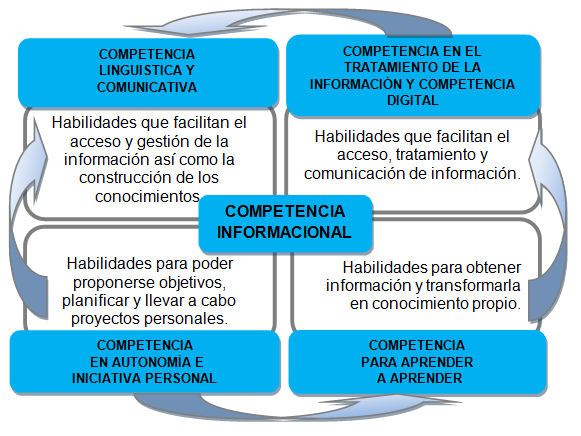 COMPETENCIA
LINGUISTICA Y
COMUNICATIVA
Habilidades que facilitan el
acceso y gestión de la
información así como la
construcción de los
conocimientos.
COMPETENCIA EN EL
TRATAMIENTO DE LA
INFORMACIÓN Y COMPETENCIA
DIGITAL
Habilidades que facilitan el
acceso, tratamiento y
comunicación de información.
COMPETENCIA
INFORMACIONAL
Habilidades para poder
proponerse objetivos,
planificar y llevar a cabo
proyectos personales.
COMPETENCIA
EN AUTONOMÍA E
INICIATIVA PERSONAL
Habilidades para obtener
información y transformarla
en conocimiento propio.
COMPETENCIA
PARA APRENDER
A APRENDER